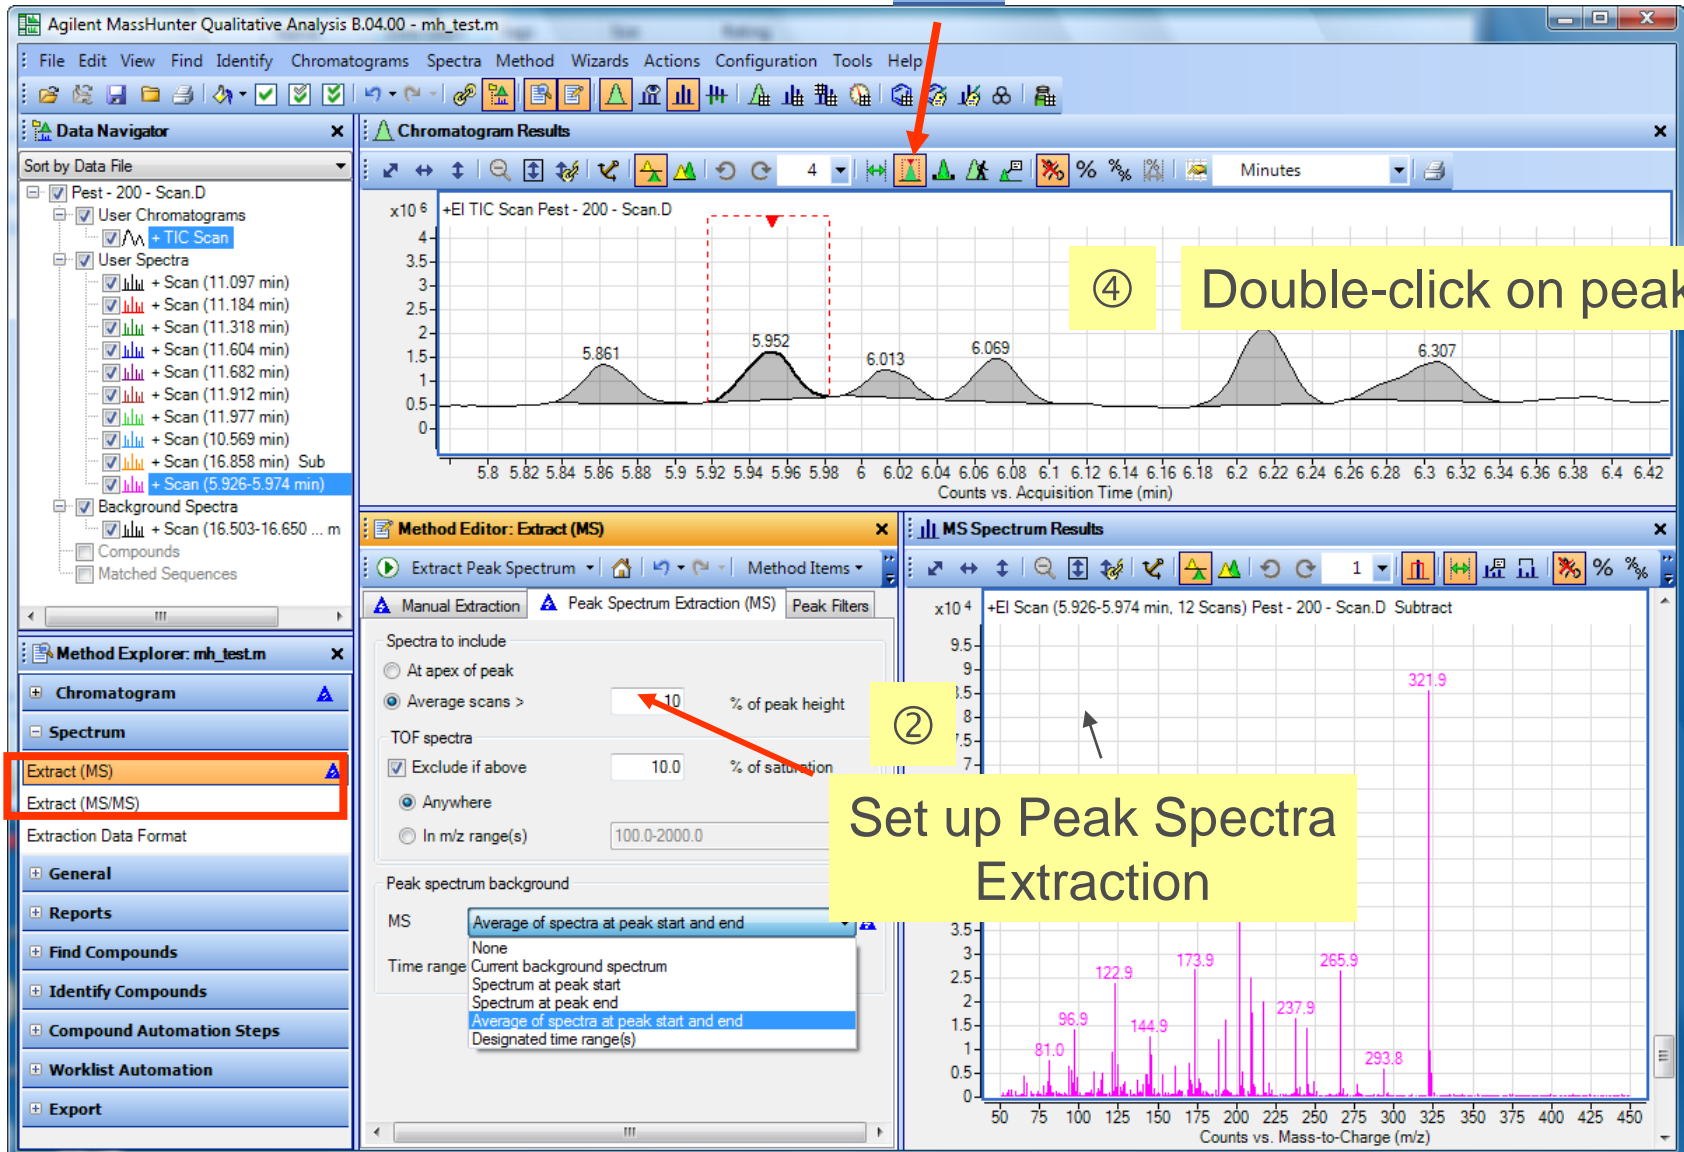 Agilent MassHunter Qualitative Analysis B.04.00 - mh_test.m
File Edit View Find Identify Chromatograms Spectra Method Wizards Actions Configuration Tools Help
Data Navigator
Sort by Data File
Pest - 200 - Scan.D
User Chromatograms
+ TIC Scan
User Spectra
+ Scan (11.097 min)
+ Scan (11.184 min)
+ Scan (11.318 min)
+ Scan (11.604 min)
+ Scan (11.682 min)
+ Scan (11.912 min)
+ Scan (11.977 min)
+ Scan (10.569 min)
+ Scan (16.858 min) Sub
+ Scan (5.926-5.974 min)
Background Spectra
+ Scan (16.503-16.650 ... m
Compounds
Matched Sequences
Chromatogram Results
4
% %
Minutes
x10 6 +EI TIC Scan Pest - 200 - Scan.D
4
3.5
3
2.5
2
1.5
1
0.5
0
5.861
5.952
6.013
6.069
6.307
5.8 5.82 5.84 5.86 5.88 5.9 5.92 5.94 5.96 5.98 6 6.02 6.04 6.06 6.08 6.1 6.12 6.14 6.16 6.18 6.2 6.22 6.24 6.26 6.28 6.3 6.32 6.34 6.36 6.38 6.4 6.42
Counts vs. Acquisition Time (min)
④ Double-click on peak
Method Explorer: mh_test.m
Chromatogram
Spectrum
Extract (MS)
Extract (MS/MS)
Extraction Data Format
General
Reports
Find Compounds
Identify Compounds
Compound Automation Steps
Worklist Automation
Export
Method Editor: Extract (MS)
Extract Peak Spectrum
Method Items
Manual Extraction
Peak Spectrum Extraction (MS)
Peak Filters
Spectra to include
At apex of peak
Average scans > 10 % of peak height
TOF spectra
Exclude if above 10.0 % of saturation
Anywhere
In m/z range(s) 100.0-2000.0
Peak spectrum background
MS Average of spectra at peak start and end
None
Time range Current background spectrum
Spectrum at peak start
Spectrum at peak end
Average of spectra at peak start and end
Designated time range(s)
②
Set up Peak Spectra
Extraction
MS Spectrum Results
1
% %
x10 4 +EI Scan (5.926-5.974 min, 12 Scans) Pest - 200 - Scan.D Subtract
9.5
9
8
7
3.5
3
2.5
2
1.5
1
0.5
0
321.9
122.9
173.9
265.9
96.9
144.9
237.9
81.0
293.8
50 75 100 125 150 175 200 225 250 275 300 325 350 375 400 425 450
Counts vs. Mass-to-Charge (m/z)